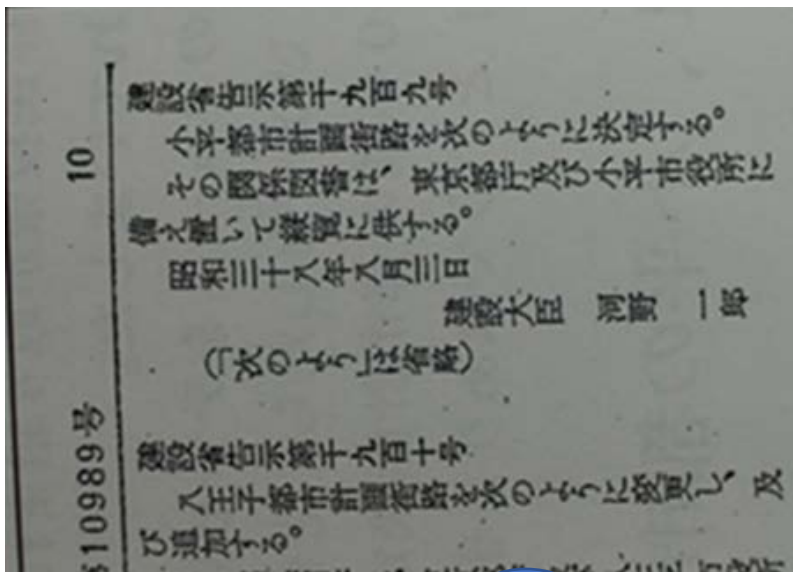 10
建設省告示第千九百九号
小平都市計画街路を次のように決定する。
その関係図書は、東京都庁及び小平市役所に
備え置いて縦覧に供する。
昭和三十八年八月三日
建設大臣 河野 一郎
(「次のよう」は省略)
10989号
建設省告示第千九百十号
八王子都市計画街路を次のように変更し、及
び追加する。